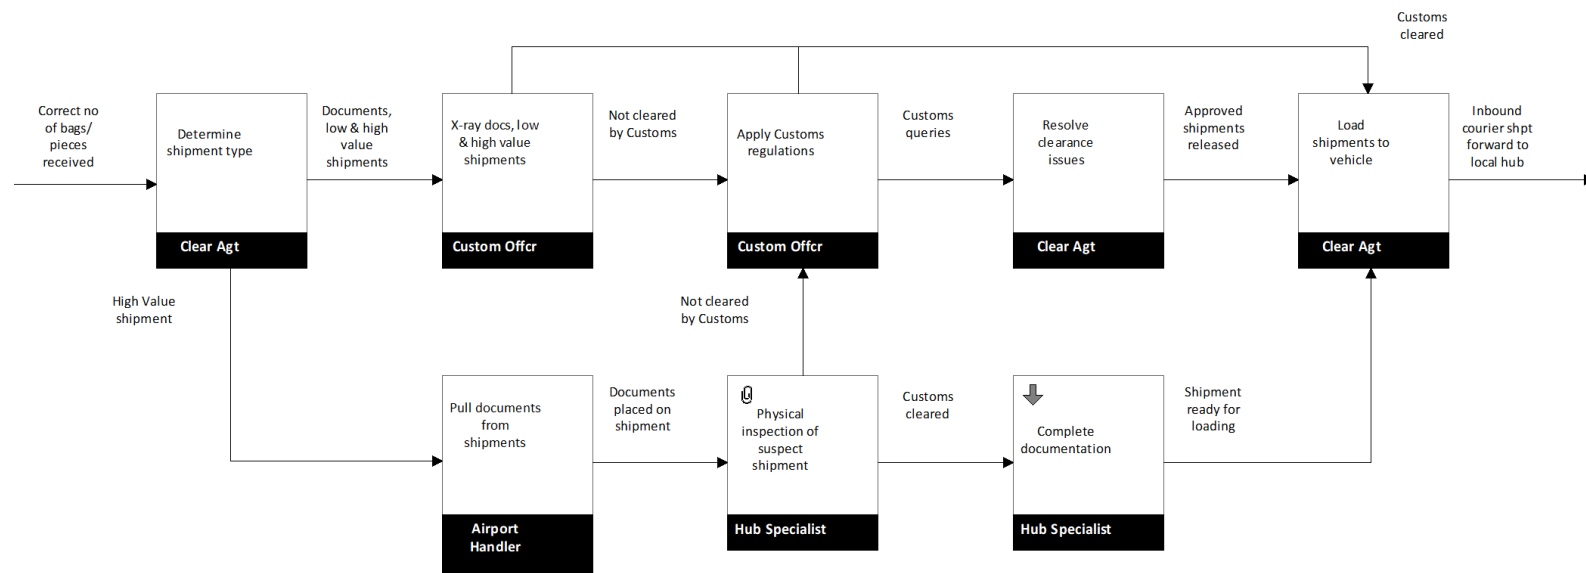 Customs
cleared
Correct no
of bags/
pieces
received
Determine
shipment type
Clear Agt
Documents,
low & high
value
shipments
X-ray docs, low
& high value
shipments
Custom Offcr
Not cleared
by Customs
Apply Customs
regulations
Custom Offcr
Customs
queries
Resolve
clearance
issues
Clear Agt
Approved
shipments
released
Load
shipments to
vehicle
Clear Agt
Inbound
courier shpt
forward to
local hub
High Value
shipment
Not cleared
by Customs
Pull documents
from
shipments
Airport
Handler
Documents
placed on
shipment
Physical
inspection of
suspect
shipment
Hub Specialist
Customs
cleared
Complete
documentation
Hub Specialist
Shipment
ready for
loading